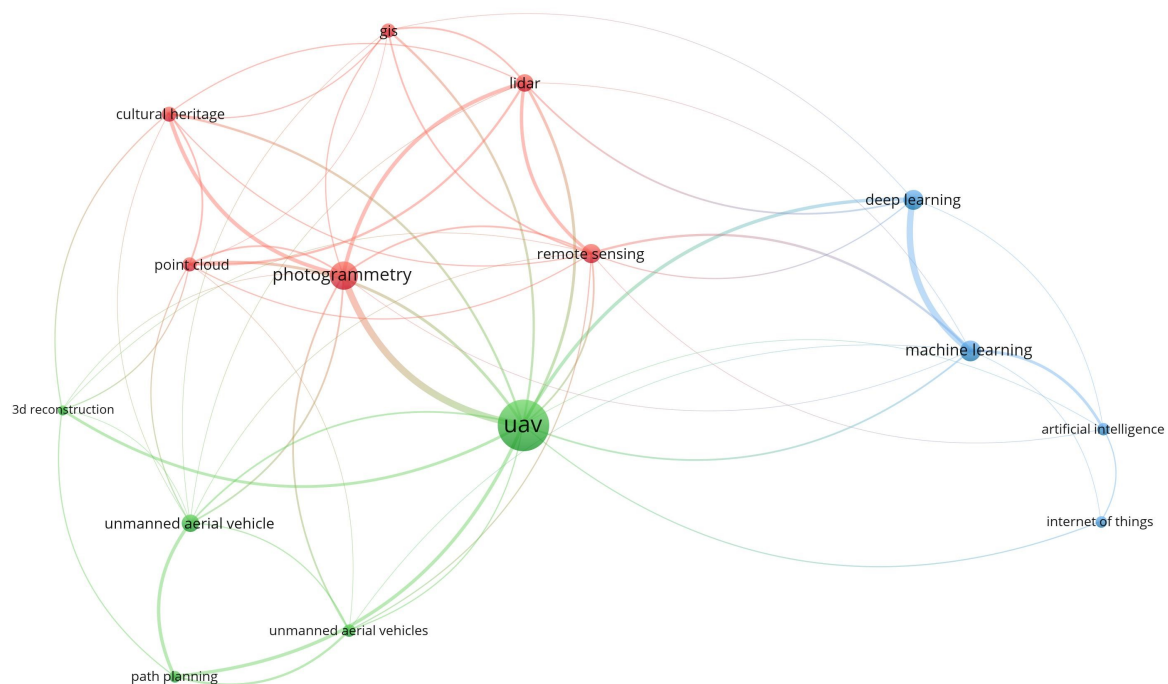 gis
lidar
cultural heritage
deep learning
remote sensing
point cloud
photogrammetry
machine learning
3d reconstruction
uav
artificial intelligence
unmanned aerial vehicle
internet of things
unmanned aerial vehicles
path planning